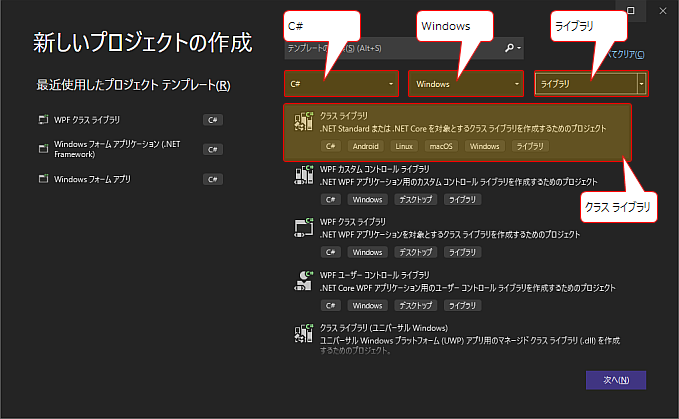 新しいプロジェクトの作成
最近使用したプロジェクト テンプレート(R)
WPF クラス ライブラリ
C#
Windows フォーム アプリケーション (.NET
Framework)
C#
Windows フォーム アプリ
C#
C#
Windows
ライブラリ
(S) (Alt+S)
べてクリア(C)
C#
Windows
ライブラリ
クラス ライブラリ
.NET Standard または .NET Core を対象とするクラス ライブラリを作成するためのプロジェクト
C# Android Linux macOS Windows ライブラリ
WPF カスタム コントロール ライブラリ
.NET WPF アプリケーション用のカスタム コントロール ライブラリを作成するためのプロジェクト
C# Windows デスクトップ ライブラリ
クラス ライブラリ
WPF クラス ライブラリ
.NET WPF アプリケーションを対象とするクラス ライブラリを作成するためのプロジェクト
C# Windows デスクトップ ライブラリ
WPF ユーザー コントロール ライブラリ
.NET Core WPF アプリケーション用のユーザー コントロール ライブラリを作成するためのプロジェクト
C# Windows デスクトップ ライブラリ
クラス ライブラリ (ユニバーサル Windows)
ユニバーサル Windows プラットフォーム (UWP) アプリ用のマネージド クラス ライブラリ (.dll) を作成
するためのプロジェクト。
次へ(N)